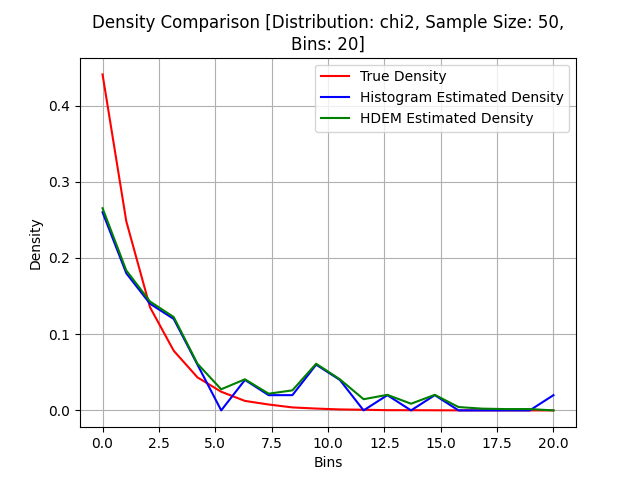 Density Comparison [Distribution: chi2, Sample Size: 50,
Bins: 20]
True Density
Histogram Estimated Density
HDEM Estimated Density
Density
0.4
0.3
0.2
0.1
0.0
0.0 2.5 5.0 7.5 10.0 12.5 15.0 17.5 20.0
Bins